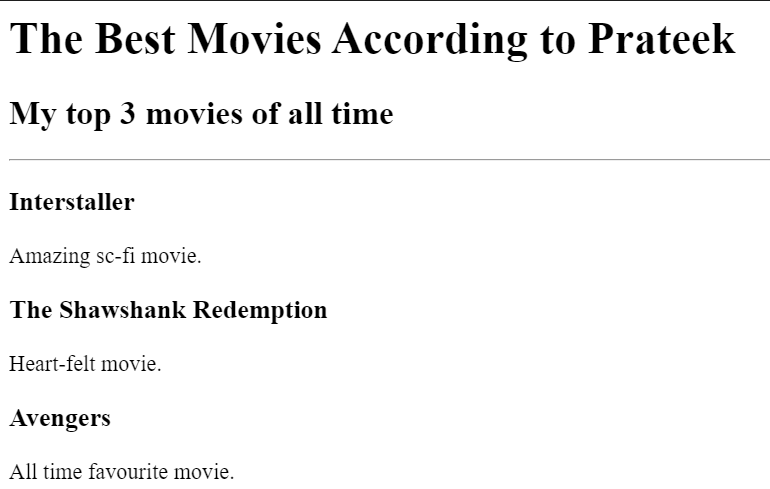 The Best Movies According to Prateek
My top 3 movies of all time
Interstaller
Amazing sc-fi movie.
The Shawshank Redemption
Heart-felt movie.
Avengers
All time favourite movie.